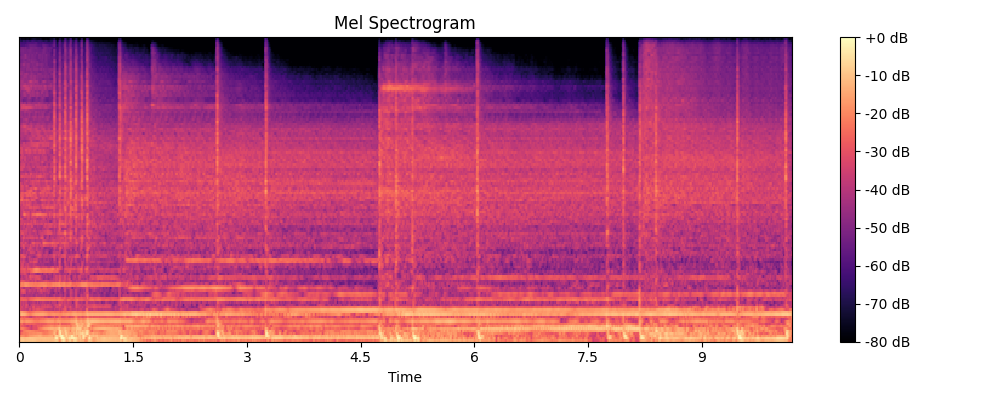 Mel Spectrogram
+0 dB
-10 dB
-20 dB
-30 dB
-40 dB
-50 dB
-60 dB
-70 dB
-80 dB
0 1.5 3 4.5 6 7.5 9
Time